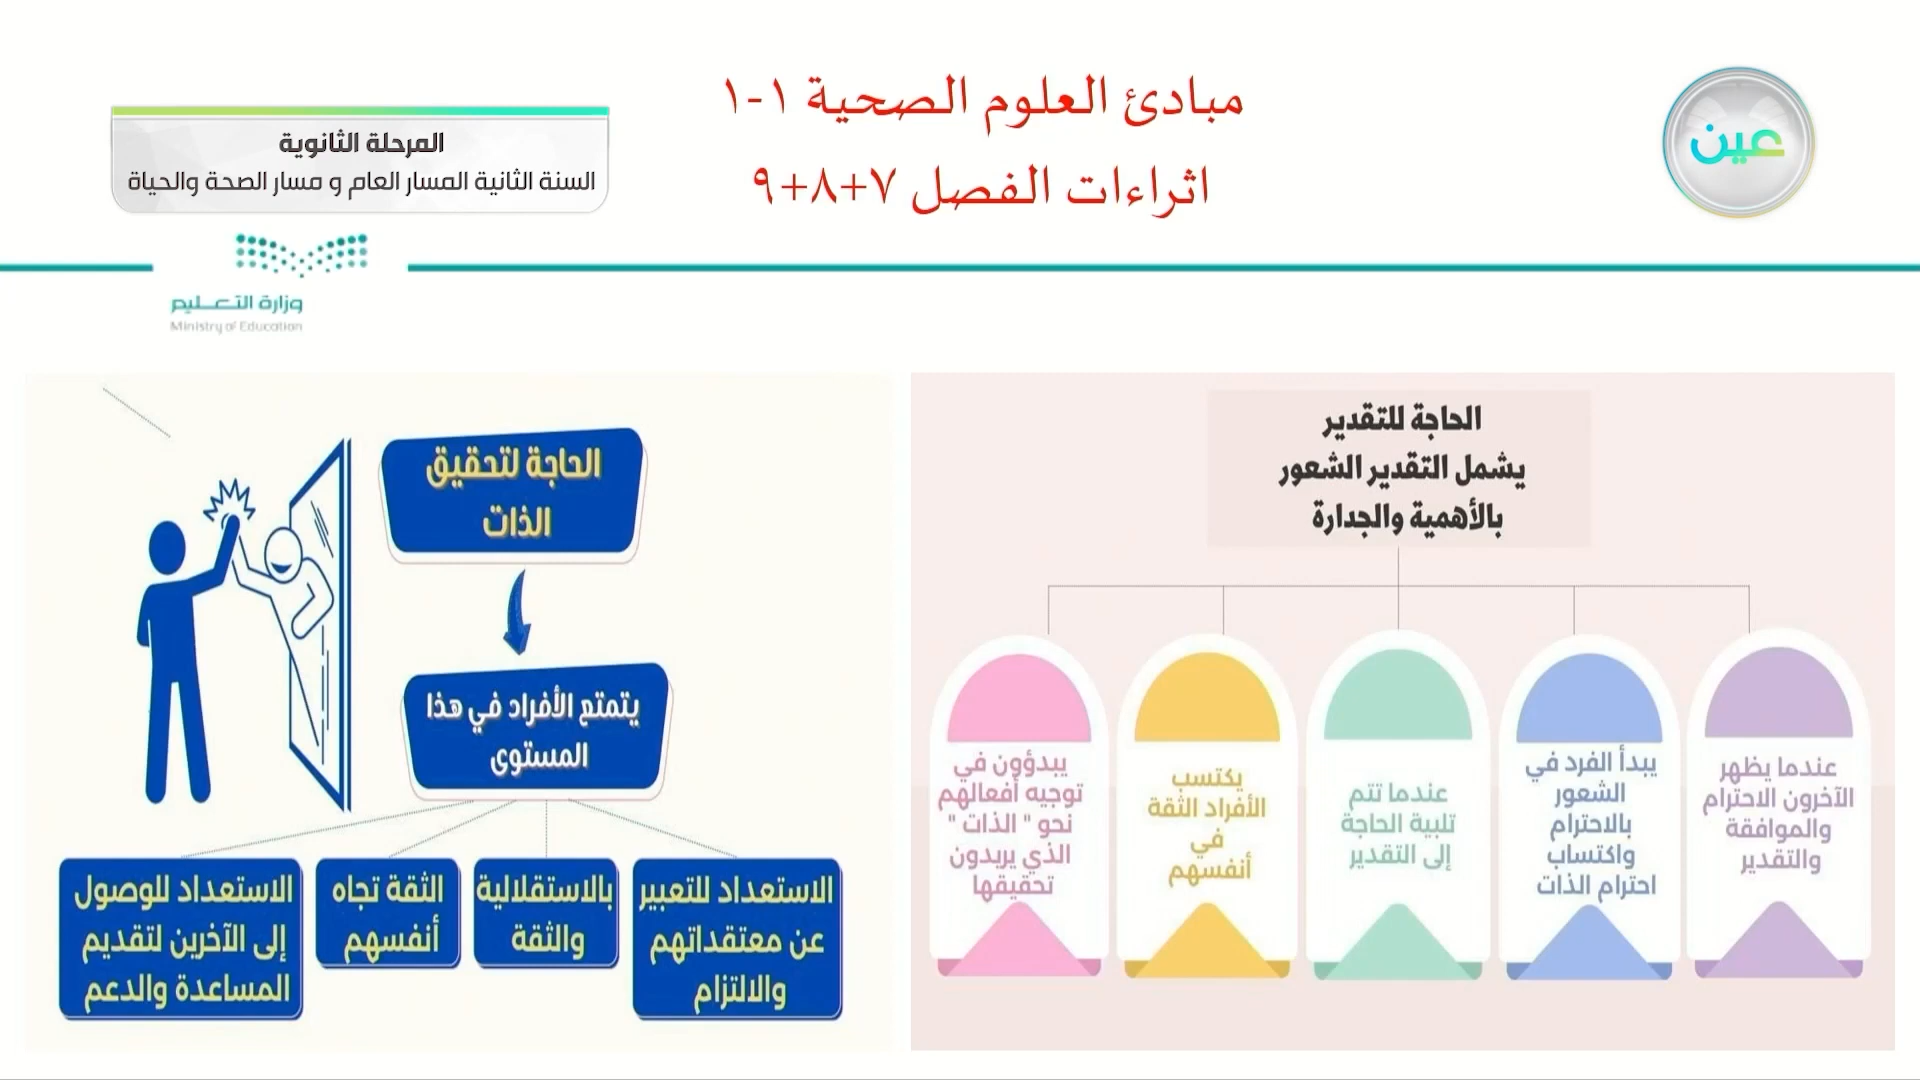 مبادئ العلوم الصحية ١-١
اثراءات الفصل ٧+٨+٩
عين
المرحلة الثانوية
السنة الثانية المسار العام و مسار الصحة والحياة
وزارة التعليم
Ministry of Education
الحاجة للتقدير
يشمل التقدير الشعور
بالأهمية والجدارة
عندما يظهر
الآخرون الاحترام
والموافقة
والتقدير
يبدأ الفرد في
الشعور
بالاحترام
واكتساب
احترام الذات
عندما تتم
تلبية الحاجة
إلى التقدير
يكتسب
الأفراد الثقة
في
أنفسهم
يبدؤون في
توجيه أفعالهم
نحو " الذات "
الذي يريدون
تحقيقها
الحاجة لتحقيق
الذات
يتمتع الأفراد في هذا
المستوى
الاستعداد للتعبير
عن معتقداتهم
والالتزام
بالاستقلالية
والثقة
الثقة تجاه
أنفسهم
الاستعداد للوصول
إلى الآخرين لتقديم
المساعدة والدعم